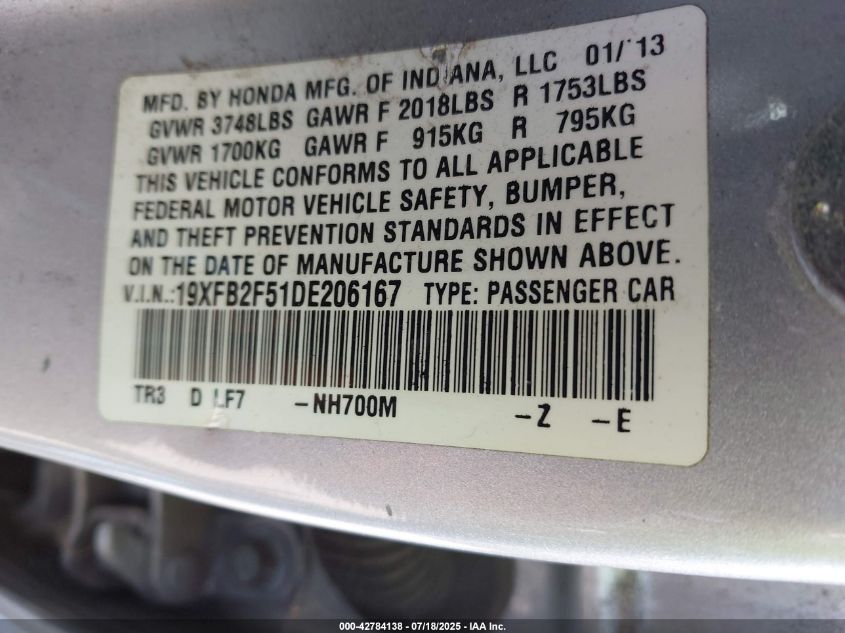 MFD. BY HONDA MFG. OF INDIANA, LLC 01/13
GVWR 3748LBS GAWR F 2018LBS R 1753LBS
GVWR 1700KG GAWR F 915KG R 795KG
THIS VEHICLE CONFORMS TO ALL APPLICABLE
FEDERAL MOTOR VEHICLE SAFETY, BUMPER,
AND THEFT PREVENTION STANDARDS IN EFFECT
ON THE DATE OF MANUFACTURE SHOWN ABOVE.
V.I.N.:19XFB2F51DE206167 TYPE: PASSENGER CAR
TR3 D LF7 -NH700M -Z -E
000-42784138 - 07/18/2025 - IAA Inc.